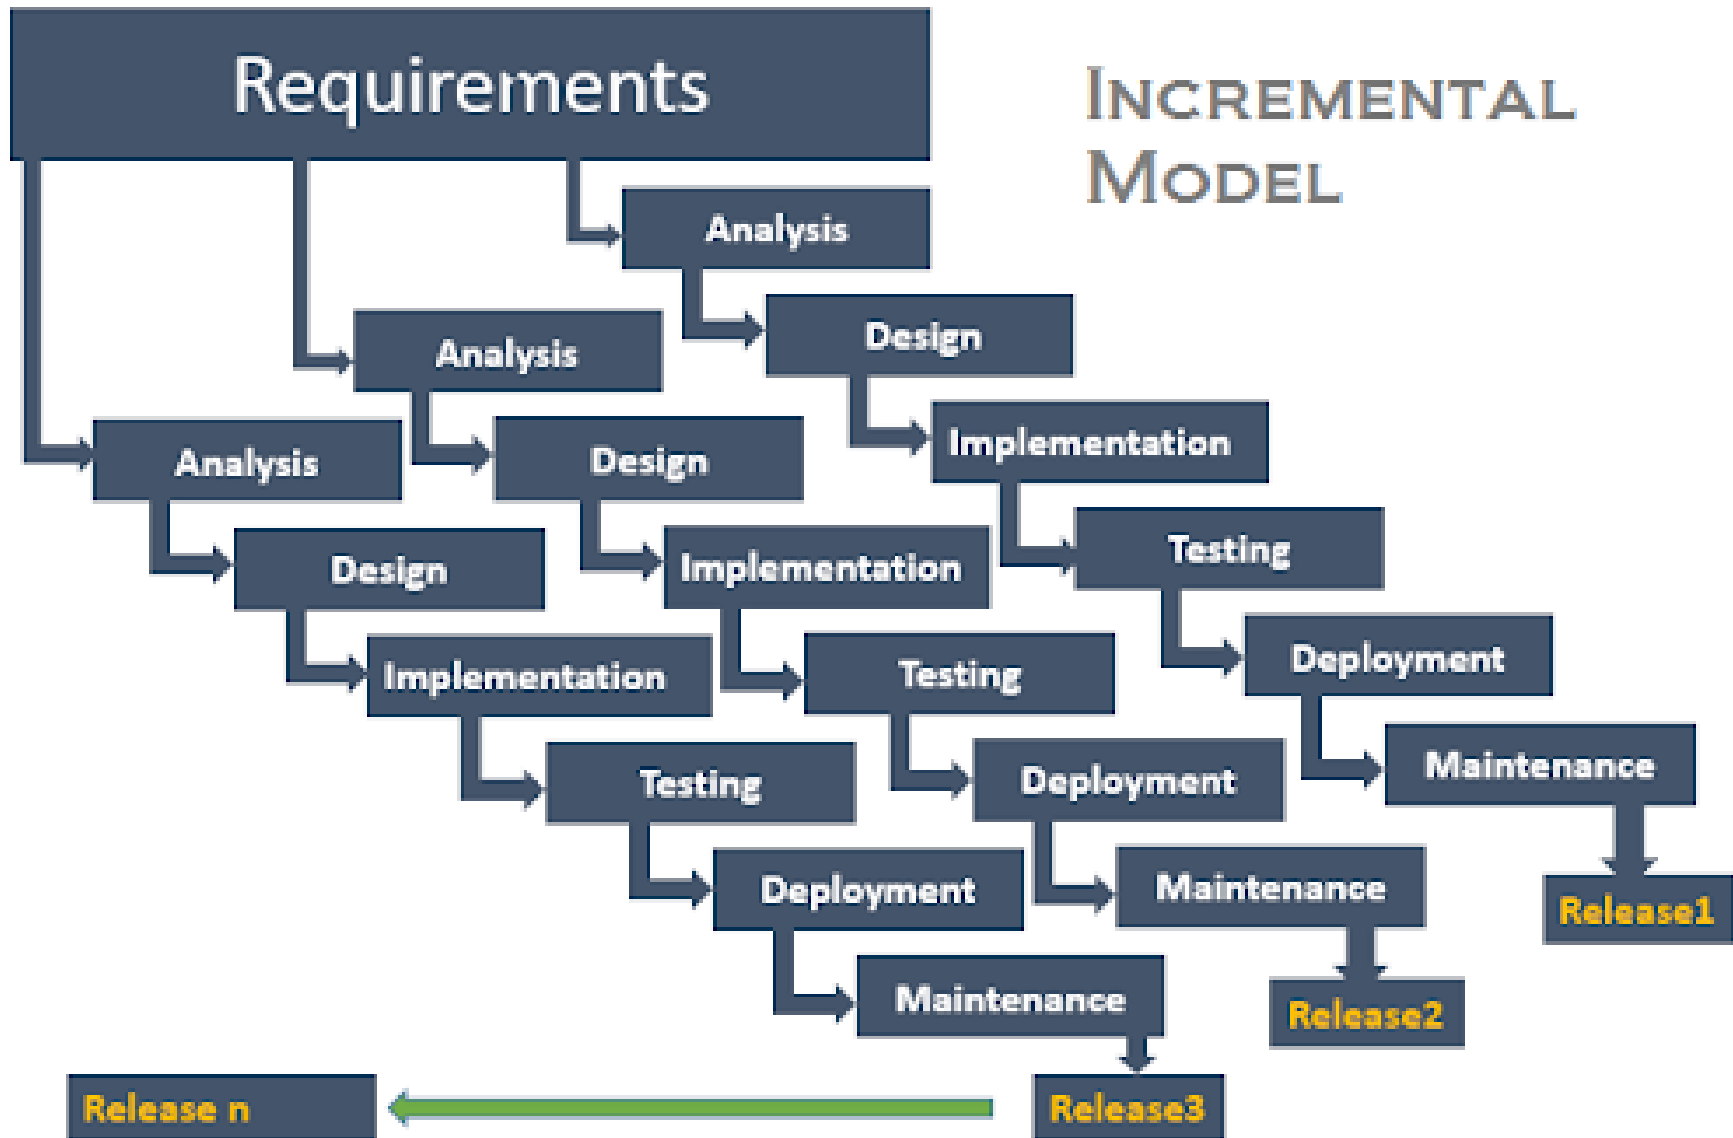 Requirements
INCREMENTAL
MODEL
Analysis
Design
Implementation
Testing
Deployment
Maintenance
Release1
Analysis
Design
Implementation
Testing
Deployment
Maintenance
Release2
Analysis
Design
Implementation
Testing
Deployment
Maintenance
Release3
Release n